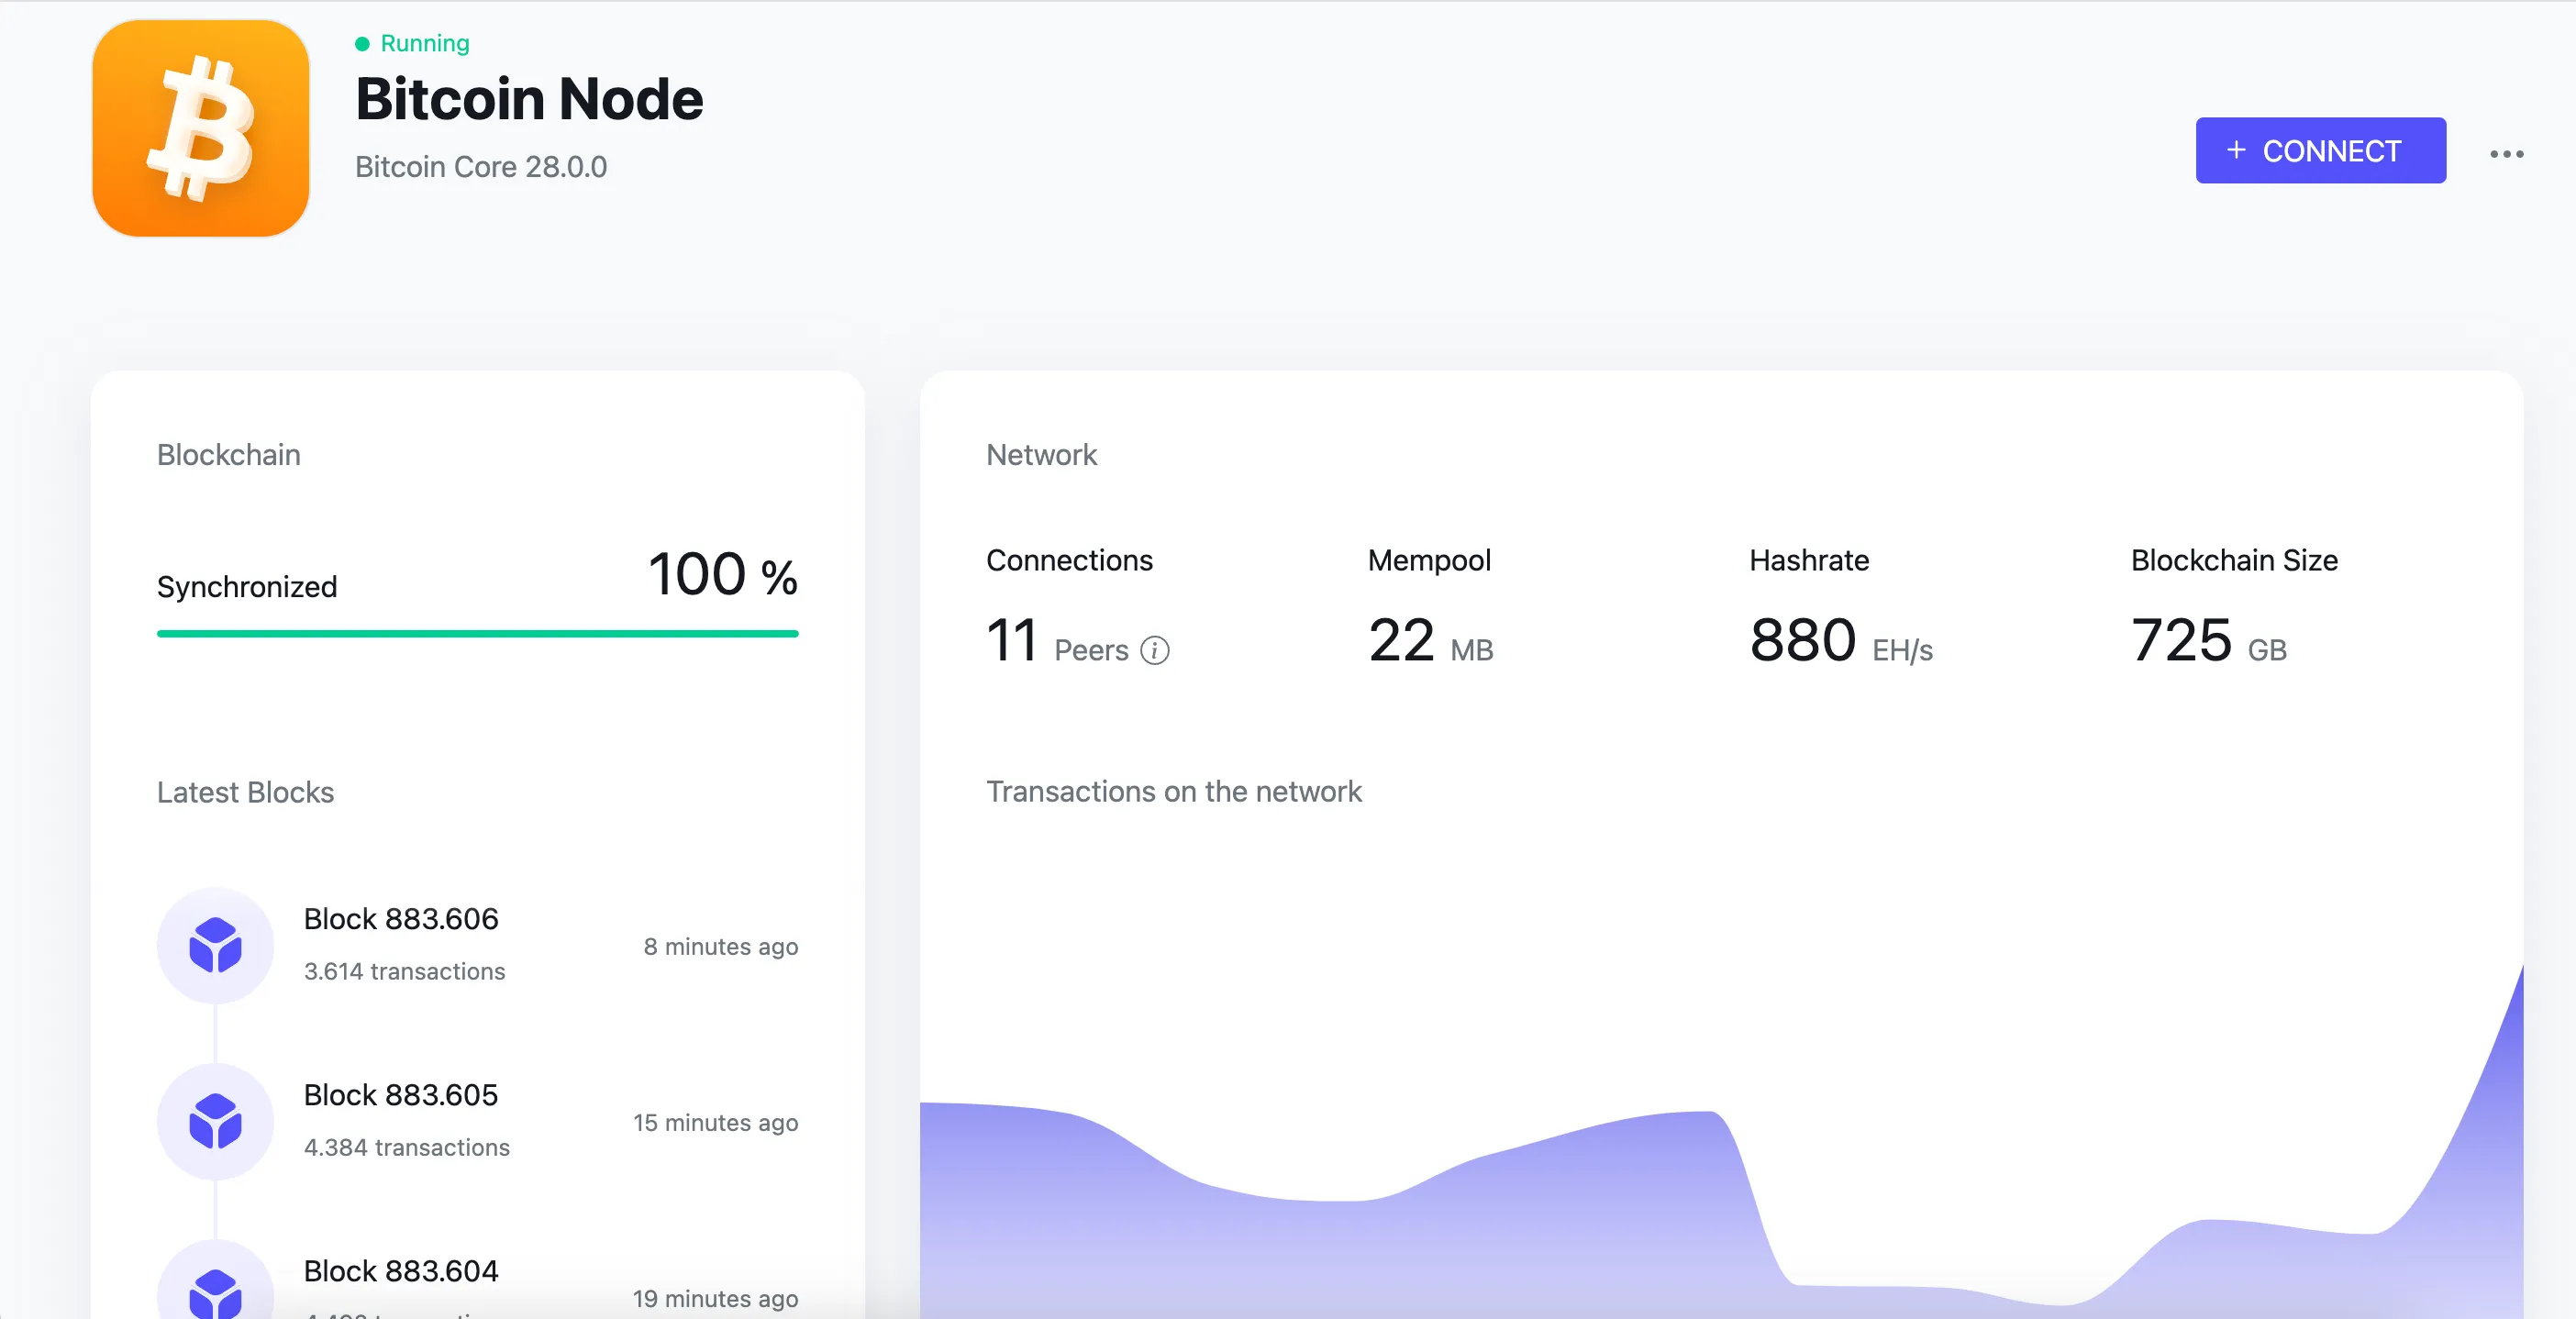 Running
Bitcoin Node
Bitcoin Core 28.0.0
+ CONNECT
Blockchain
Synchronized 100 %
Latest Blocks
Block 883.606
3.614 transactions
8 minutes ago
Block 883.605
4.384 transactions
15 minutes ago
Block 883.604
19 minutes ago
Network
Connections
11 Peers
Mempool
22 MB
Hashrate
880 EH/s
Blockchain Size
725 GB
Transactions on the network